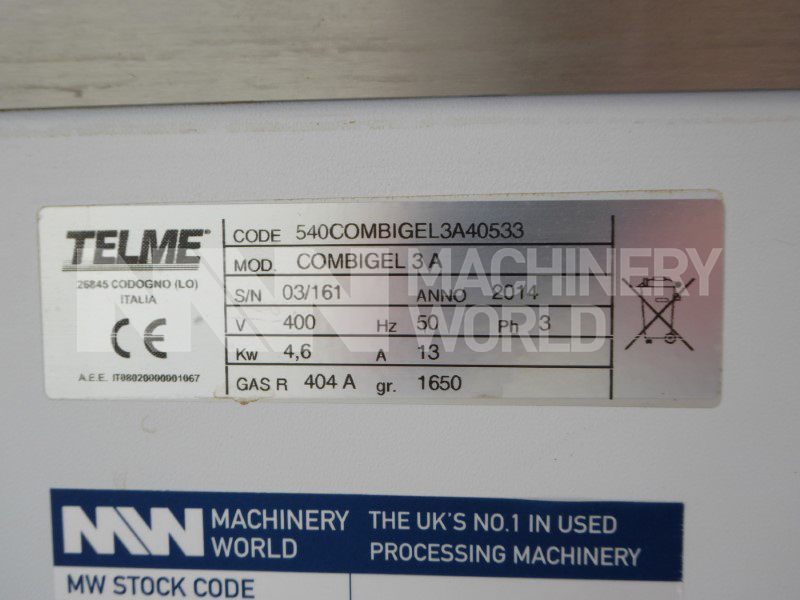 TELME
26845 CODOGNO (LO)
ITALIA
CE
A.E.E. IT08020000001067
CODE 540COMBIGEL3A40533
MOD. COMBIGEL 3 A
S/N 03/161 ANNO 2014
V 400 Hz 50 Ph 3
Kw 4,6 A 13
GAS R 404 A gr. 1650
MW MACHINERY
WORLD
MW MACHINERY
WORLD
THE UK'S NO.1 IN USED
PROCESSING MACHINERY
MW STOCK CODE